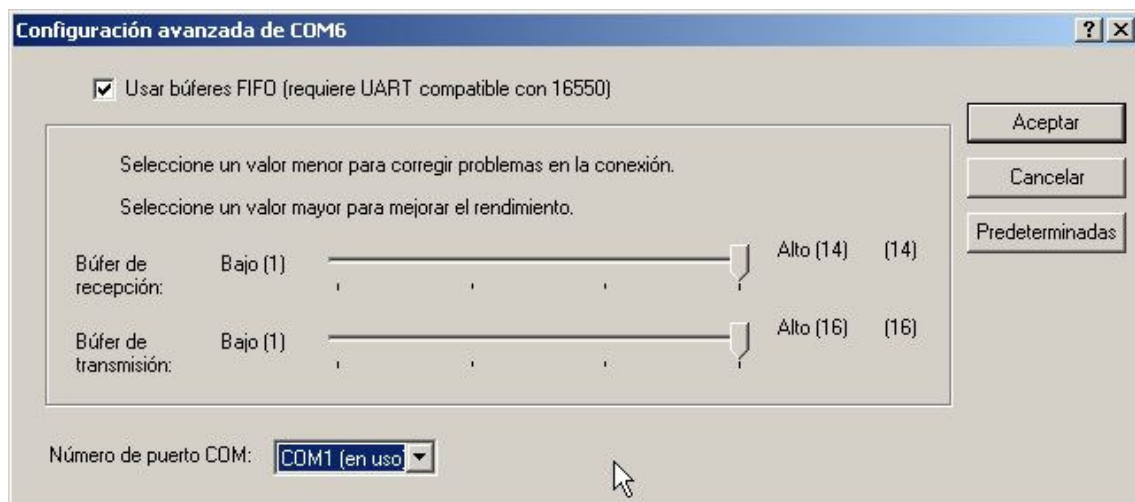 Configuración avanzada de COM6
Usar búferes FIFO (requiere UART compatible con 16550)
Aceptar
Seleccione un valor menor para corregir problemas en la conexión.
Cancelar
Seleccione un valor mayor para mejorar el rendimiento.
Predeterminadas
Búfer de recepción: Bajo (1) Alto (14) (14)
Búfer de transmisión: Bajo (1) Alto (16) (16)
Número de puerto COM: COM1 (en uso)